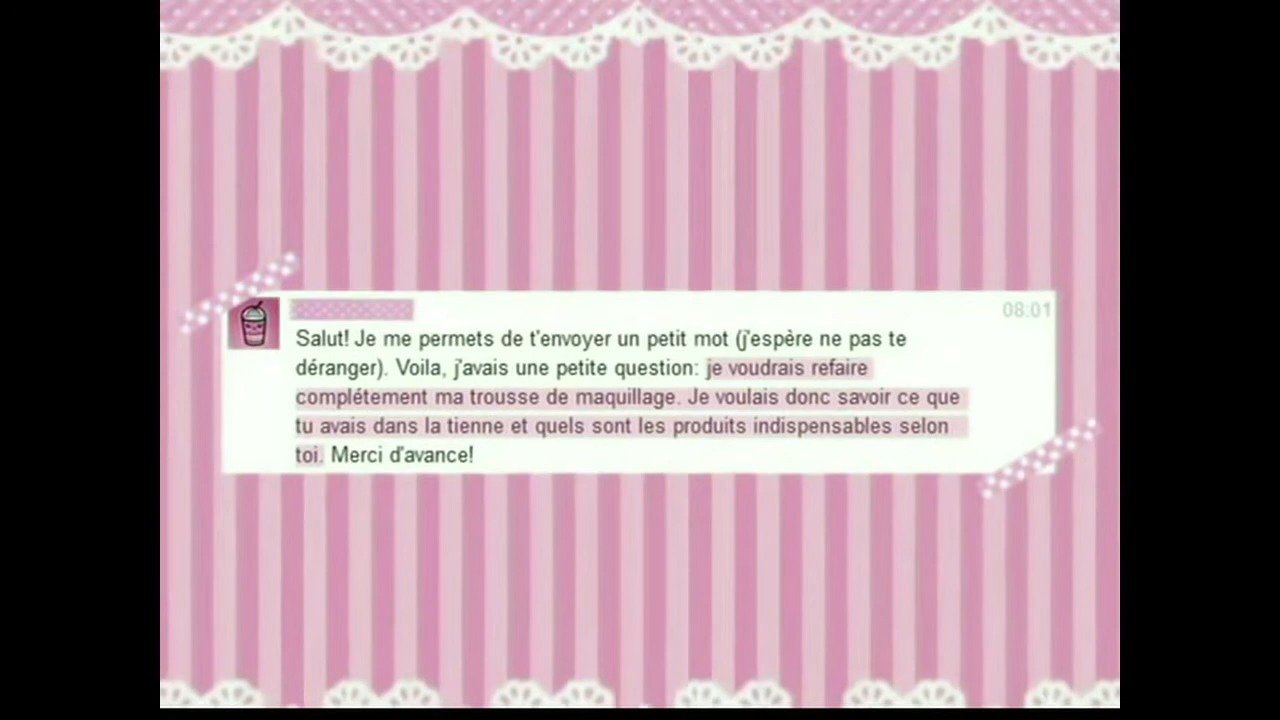 08:01
Salut! Je me permets de t'envoyer un petit mot (j'espère ne pas te
déranger). Voila, j'avais une petite question: je voudrais refaire
complétement ma trousse de maquillage. Je voulais donc savoir ce que
tu avais dans la tienne et quels sont les produits indispensables selon
toi. Merci d'avance!